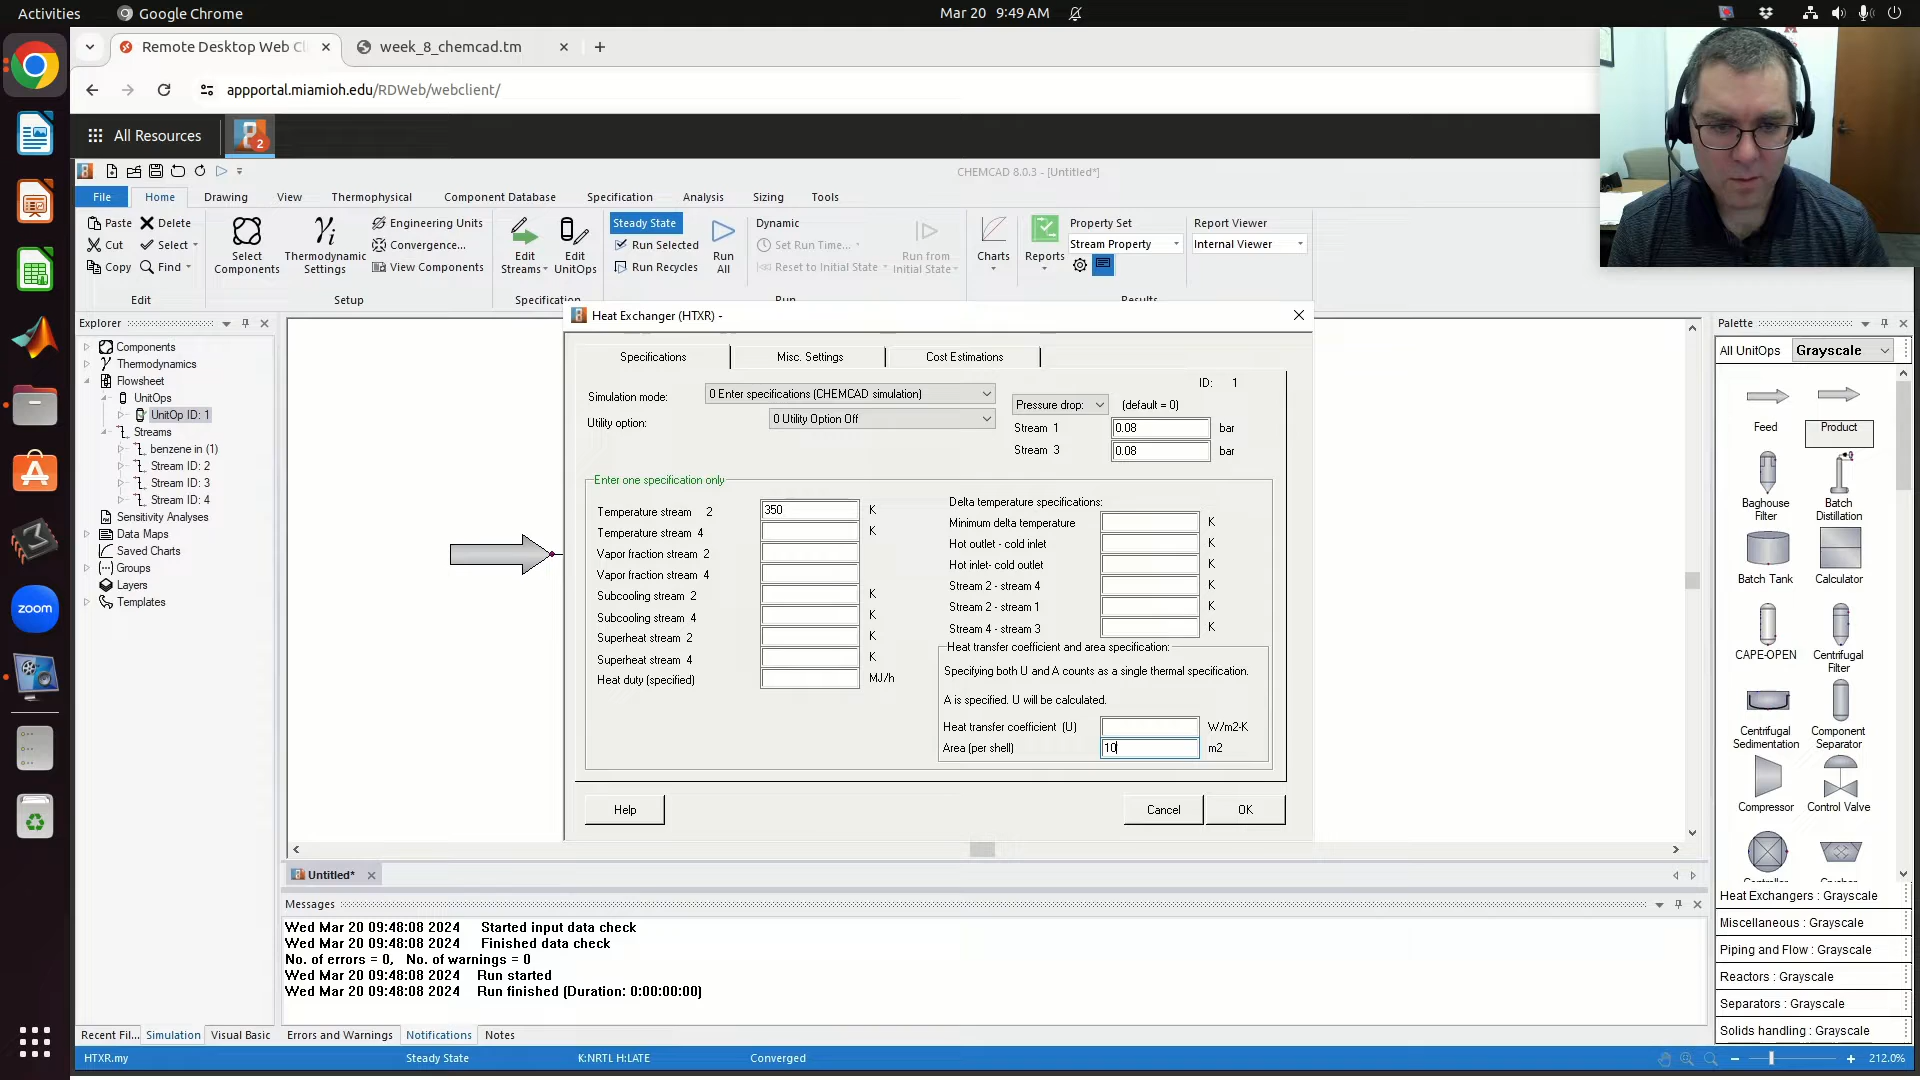 Activities
Google Chrome
Mar 20 9:49 AM
Remote Desktop Web Cl
week_8_chemcad.tm
appportal.miamioh.edu/RDWeb/webclient/
All Resources
2
CHEMCAD 8.0.3 - [Untitled*]
File
Home
Drawing
View
Thermophysical
Component Database
Specification
Analysis
Sizing
Tools
Paste
Delete
Cut
Select
Copy
Find
Edit
Select
Components
Thermodynamic
Settings
Engineering Units
Convergence...
View Components
Setup
Edit
Streams
Edit
UnitOps
Specification
Steady State
Run Selected
Run Recycles
Run
All
Dynamic
Set Run Time...
Reset to Initial State
Run from
Initial State
Run
Charts
Reports
Property Set
Stream Property
Report Viewer
Internal Viewer
Results
Explorer
Components
Thermodynamics
Flowsheet
UnitOps
UnitOp ID: 1
Streams
benzene in (1)
Stream ID: 2
Stream ID: 3
Stream ID: 4
Sensitivity Analyses
Data Maps
Saved Charts
Groups
Layers
Templates
zoom
Heat Exchanger (HTXR) -
Specifications
Misc. Settings
Cost Estimations
ID: 1
Simulation mode:
0 Enter specifications (CHEMCAD simulation)
Utility option:
0 Utility Option Off
Pressure drop:
(default = 0)
Stream 1
0.08
bar
Stream 3
0.08
bar
Enter one specification only
Temperature stream 2
350
K
Temperature stream 4
K
Vapor fraction stream 2
Vapor fraction stream 4
Subcooling stream 2
K
Subcooling stream 4
K
Superheat stream 2
K
Superheat stream 4
K
Heat duty (specified)
MJ/h
Delta temperature specifications:
Minimum delta temperature
K
Hot outlet - cold inlet
K
Hot inlet- cold outlet
K
Stream 2 - stream 4
K
Stream 2 - stream 1
K
Stream 4 - stream 3
K
Heat transfer coefficient and area specification:
Specifying both U and A counts as a single thermal specification.
A is specified. U will be calculated.
Heat transfer coefficient (U)
W/m2-K
Area (per shell)
10
m2
Help
Cancel
OK
Palette
All UnitOps
Grayscale
Feed
Product
Baghouse
Filter
Batch
Distillation
Batch Tank
Calculator
CAPE-OPEN
Centrifugal
Filter
Centrifugal
Sedimentation
Component
Separator
Compressor
Control Valve
Heat Exchangers : Grayscale
Miscellaneous : Grayscale
Piping and Flow : Grayscale
Reactors : Grayscale
Separators : Grayscale
Solids handling : Grayscale
Untitled*
Messages
Wed Mar 20 09:48:08 2024 Started input data check
Wed Mar 20 09:48:08 2024 Finished data check
No. of errors = 0, No. of warnings = 0
Wed Mar 20 09:48:08 2024 Run started
Wed Mar 20 09:48:08 2024 Run finished (Duration: 0:00:00:00)
Recent Fil...
Simulation
Visual Basic
Errors and Warnings
Notifications
Notes
HTXR.my
Steady State
K:NRTL H:LATE
Converged
212.0%